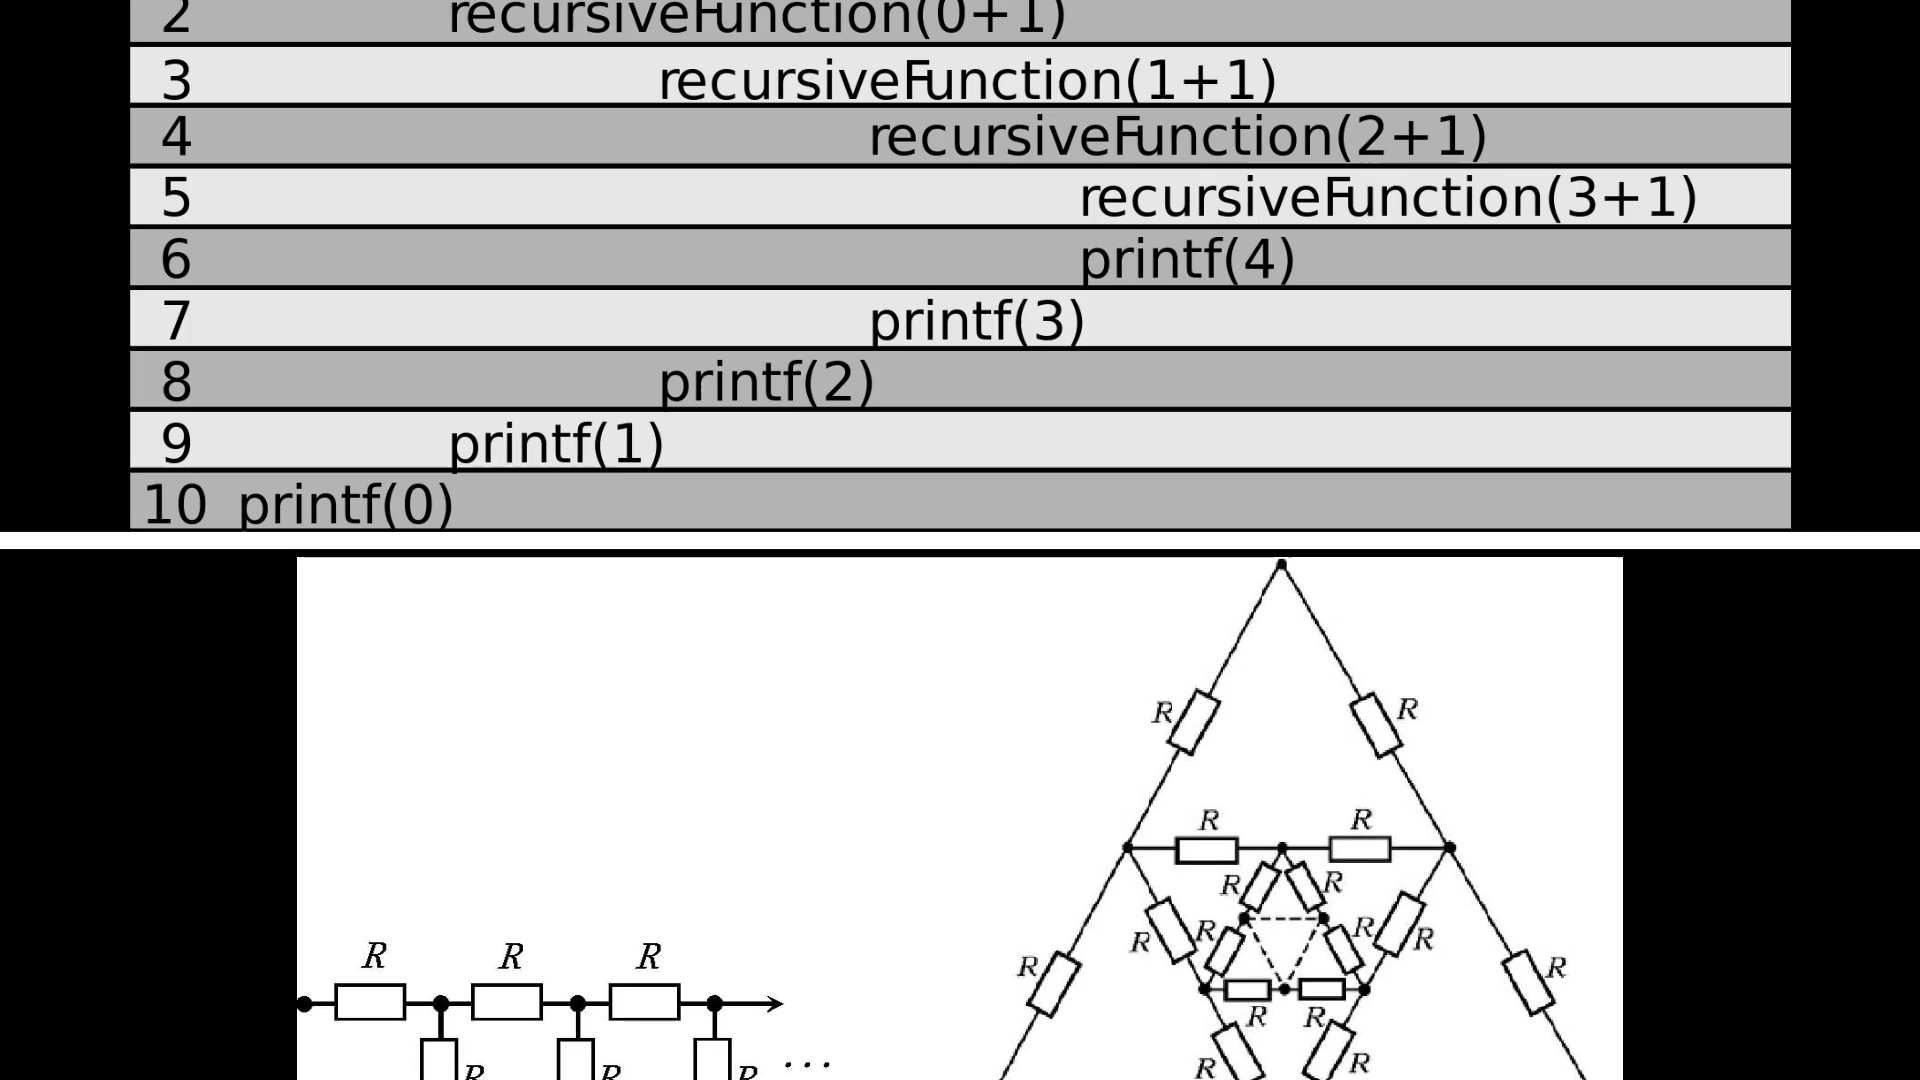 2 recursiveFunction(0+1)
3 recursiveFunction(1+1)
4 recursiveFunction(2+1)
5 recursiveFunction(3+1)
6 printf(4)
7 printf(3)
8 printf(2)
9 printf(1)
10 printf(0)
R R
R R
R R
R R R R
R R
R R R
R R
R R R ... R R